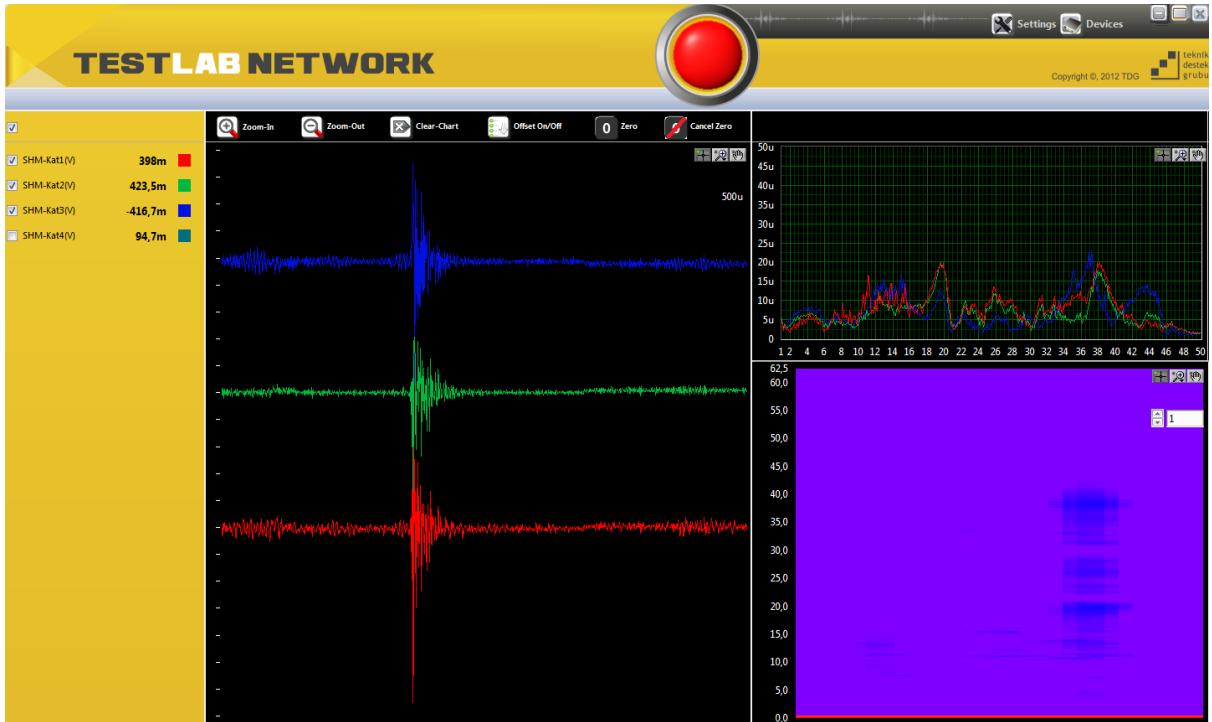 Settings Devices
TESTLAB NETWORK
Copyright ©, 2012 TDG
teknik
destek
grubu
Zoom-In Zoom-Out Clear-Chart Offset On/Off 0 Zero Cancel Zero
SHM-Kat1(V) 398m
SHM-Kat2(V) 423,5m
SHM-Kat3(V) -416,7m
SHM-Kat4(V) 94,7m
500u
50u
45u
40u
35u
30u
25u
20u
15u
10u
5u
0
1 2 4 6 8 10 12 14 16 18 20 22 24 26 28 30 32 34 36 38 40 42 44 46 48 50
62,5
60,0
55,0
50,0
45,0
40,0
35,0
30,0
25,0
20,0
15,0
10,0
5,0
0,0
1